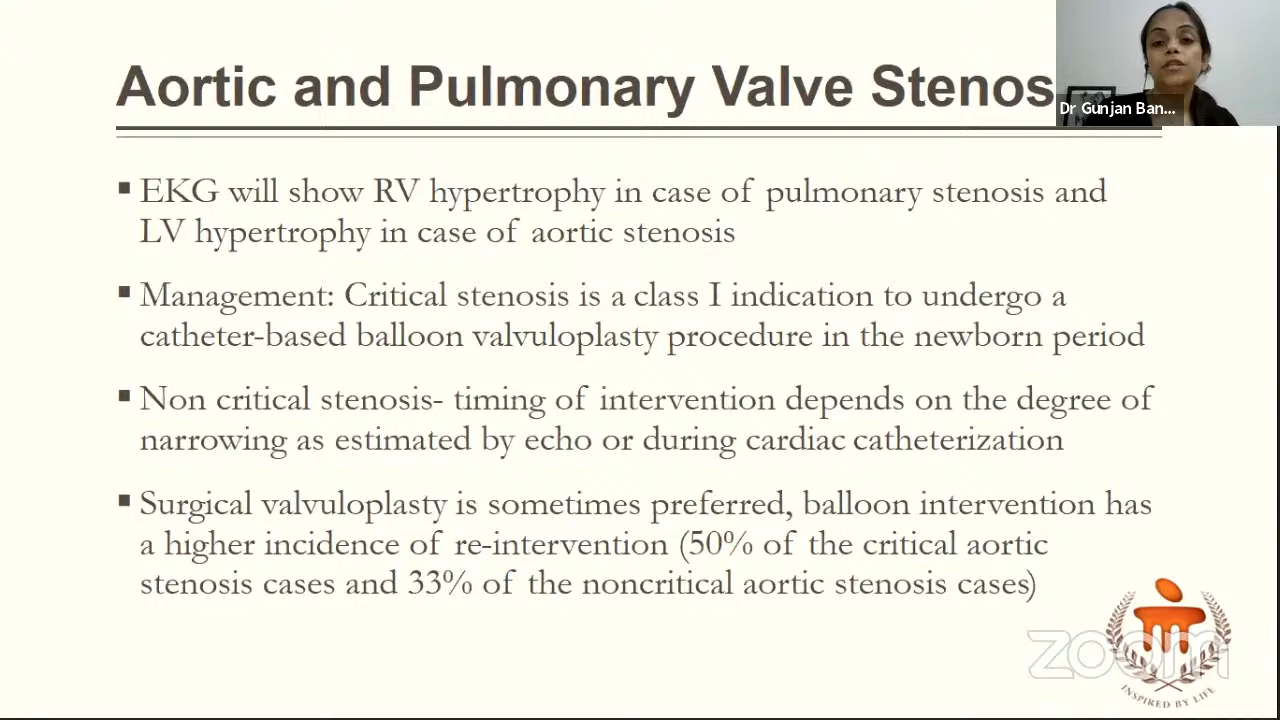 Aortic and Pulmonary Valve Stenos
Dr Gunjan Ban...
▪ EKG will show RV hypertrophy in case of pulmonary stenosis and
LV hypertrophy in case of aortic stenosis
▪ Management: Critical stenosis is a class I indication to undergo a
catheter-based balloon valvuloplasty procedure in the newborn period
▪ Non critical stenosis- timing of intervention depends on the degree of
narrowing as estimated by echo or during cardiac catheterization
▪ Surgical valvuloplasty is sometimes preferred, balloon intervention has
a higher incidence of re-intervention (50% of the critical aortic
stenosis cases and 33% of the noncritical aortic stenosis cases)
zoom
INSPIRED BY LIFE